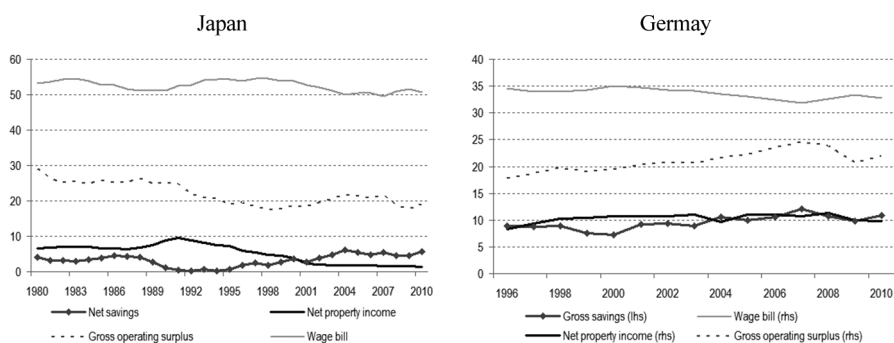 Japan
Germay
60
50
40
30
20
10
0
1980 1983 1986 1989 1992 1995 1998 2001 2004 2007 2010
Net savings Net property income
Gross operating surplus Wage bill
40
35
30
25
20
15
10
5
0
1996 1998 2000 2002 2004 2006 2008 2010
Gross savings (lhs) Wage bill (rhs)
Net property income (rhs) Gross operating surplus (rhs)